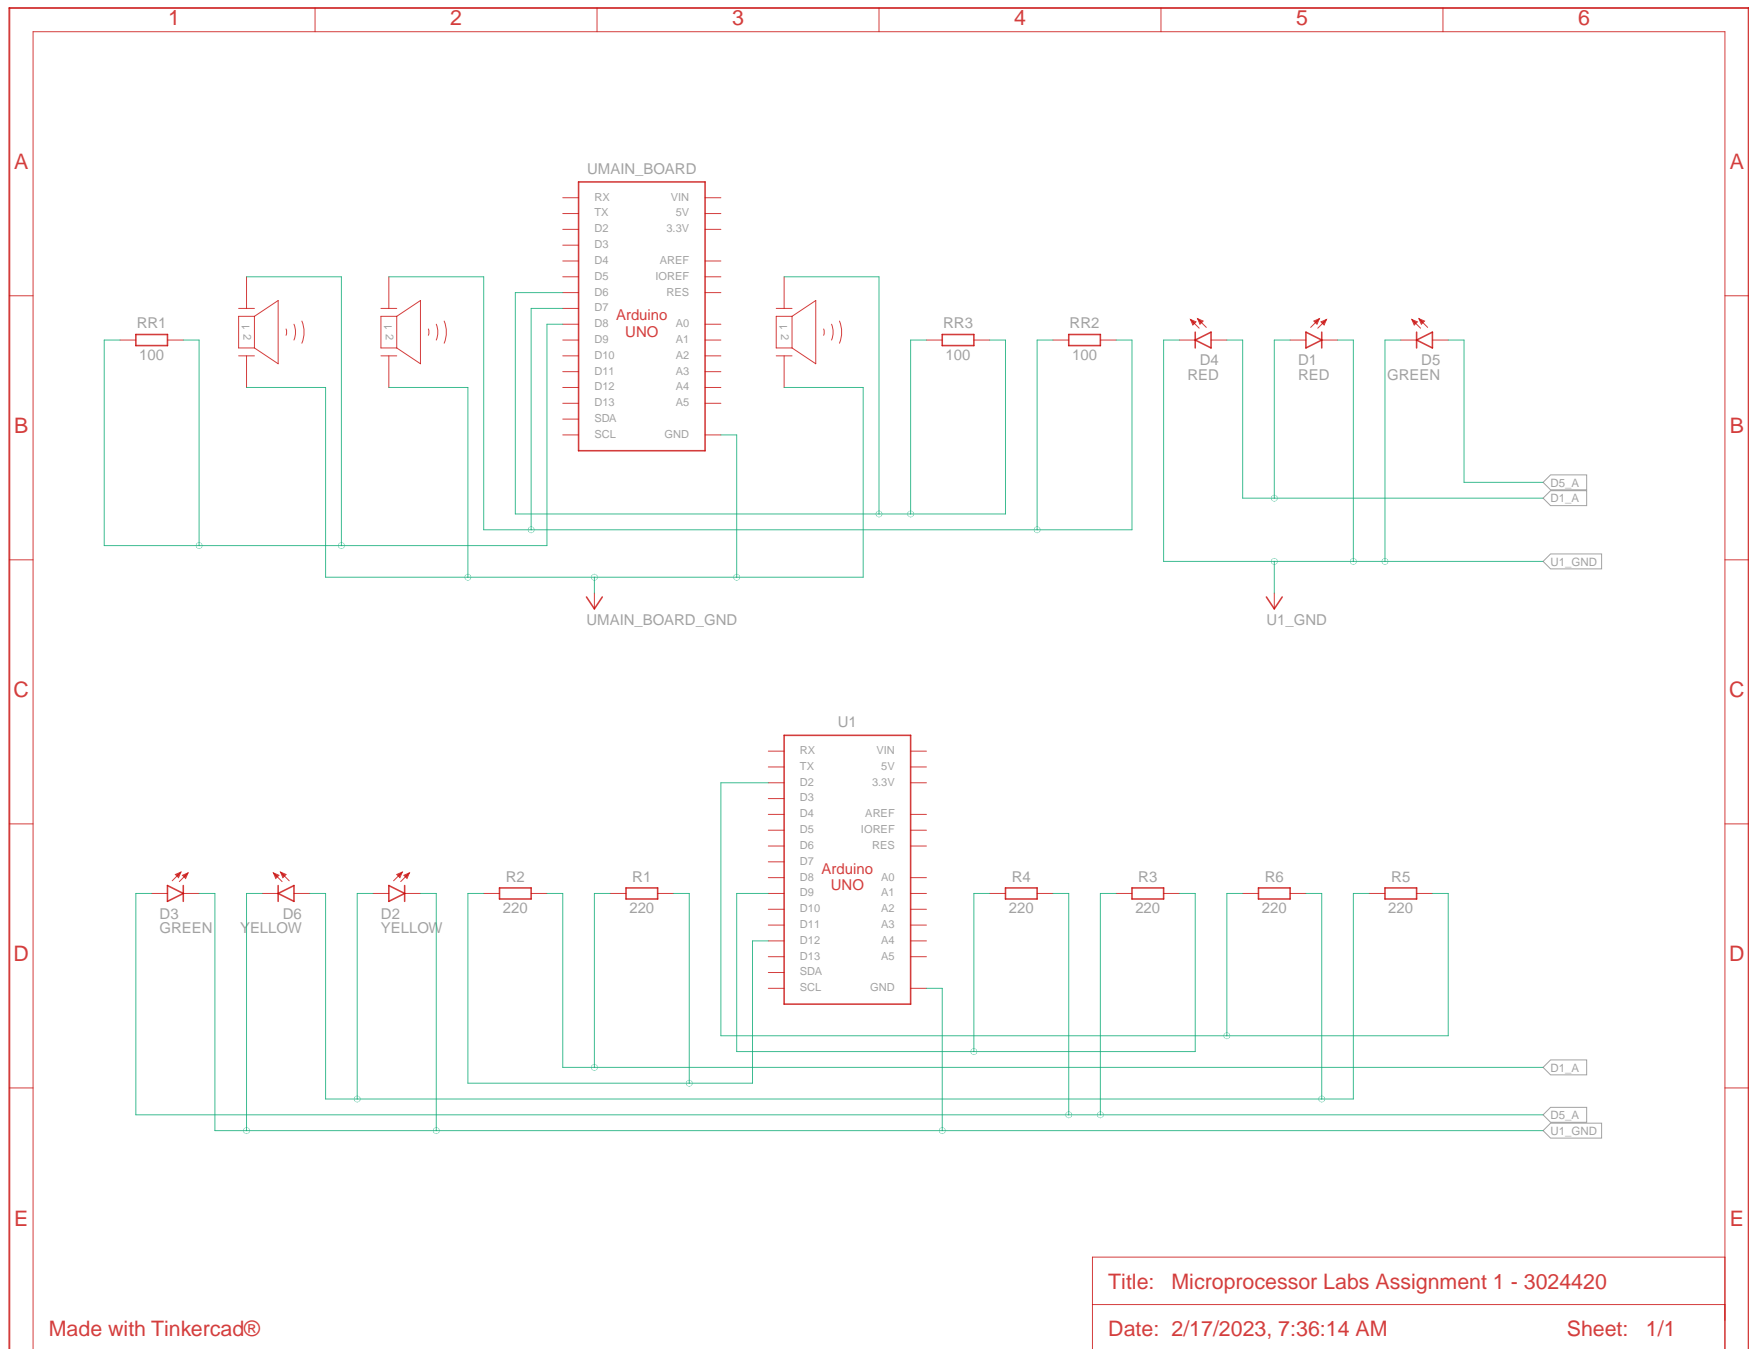 1 2 3 4 5 6
A A
UMAIN_BOARD
RX VIN
TX 5V
D2 3.3V
D3
D4 AREF
D5 IOREF
D6 RES
D7
Arduino
UNO
D8 A0
D9 A1
D10 A2
D11 A3
D12 A4
D13 A5
SDA
SCL GND
RR1
100
1
2
1
2
1
2
RR3
100
RR2
100
D4
RED
D1
RED
D5
GREEN
B B
D5_A
D1_A
U1_GND
UMAIN_BOARD_GND
U1_GND
C C
U1
RX VIN
TX 5V
D2 3.3V
D3
D4 AREF
D5 IOREF
D6 RES
D7
Arduino
UNO
D8 A0
D9 A1
D10 A2
D11 A3
D12 A4
D13 A5
SDA
SCL GND
D3
GREEN
D6
YELLOW
D2
YELLOW
R2
220
R1
220
R4
220
R3
220
R6
220
R5
220
D D
D1_A
D5_A
U1_GND
E E
Title: Microprocessor Labs Assignment 1 - 3024420
Made with Tinkercad®
Date: 2/17/2023, 7:36:14 AM Sheet: 1/1